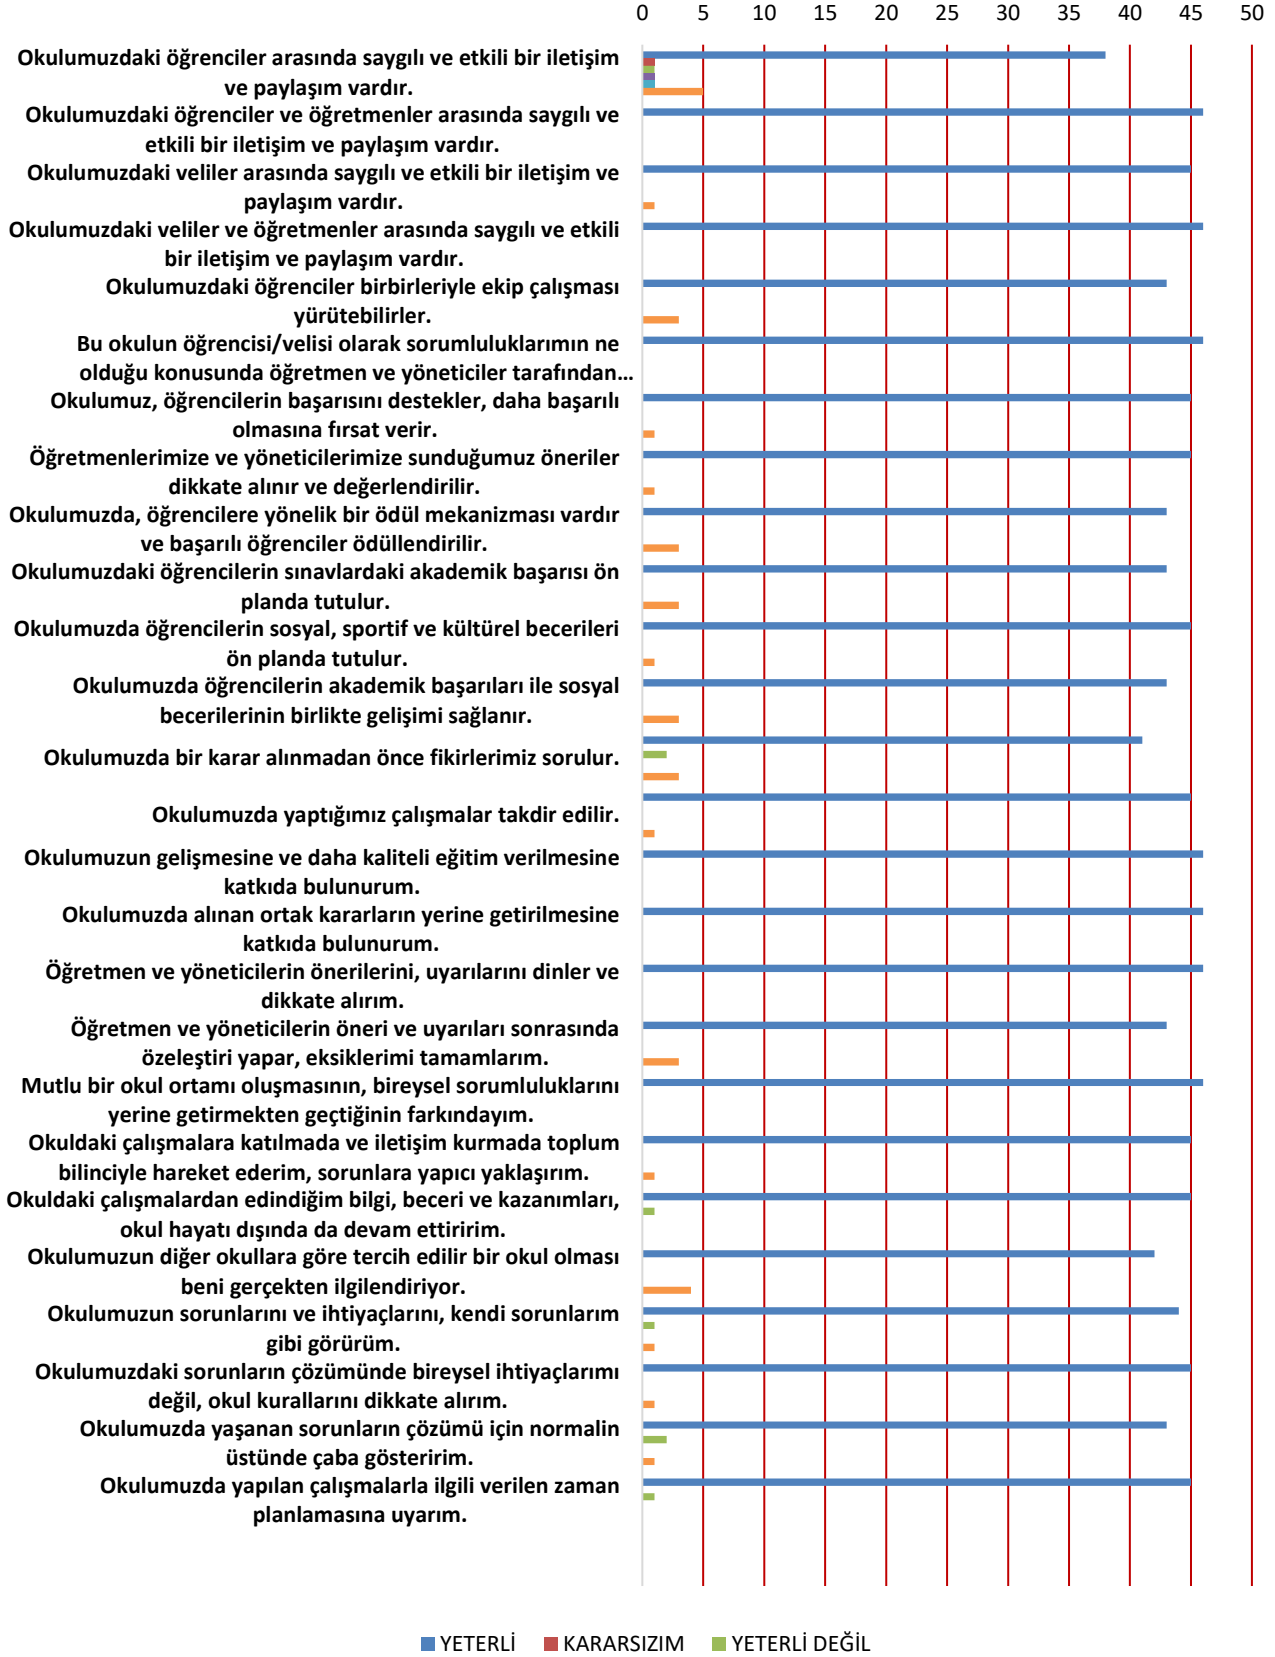 0 5 10 15 20 25 30 35 40 45 50
Okulumuzdaki öğrenciler arasında saygılı ve etkili bir iletişim
ve paylaşım vardır.
Okulumuzdaki öğrenciler ve öğretmenler arasında saygılı ve
etkili bir iletişim ve paylaşım vardır.
Okulumuzdaki veliler arasında saygılı ve etkili bir iletişim ve
paylaşım vardır.
Okulumuzdaki veliler ve öğretmenler arasında saygılı ve etkili
bir iletişim ve paylaşım vardır.
Okulumuzdaki öğrenciler birbirleriyle ekip çalışması
yürütebilirler.
Bu okulun öğrencisi/velisi olarak sorumluluklarımın ne
olduğu konusunda öğretmen ve yöneticiler tarafından…
Okulumuz, öğrencilerin başarısını destekler, daha başarılı
olmasına fırsat verir.
Öğretmenlerimize ve yöneticilerimize sunduğumuz öneriler
dikkate alınır ve değerlendirilir.
Okulumuzda, öğrencilere yönelik bir ödül mekanizması vardır
ve başarılı öğrenciler ödüllendirilir.
Okulumuzdaki öğrencilerin sınavlardaki akademik başarısı ön
planda tutulur.
Okulumuzda öğrencilerin sosyal, sportif ve kültürel becerileri
ön planda tutulur.
Okulumuzda öğrencilerin akademik başarıları ile sosyal
becerilerinin birlikte gelişimi sağlanır.
Okulumuzda bir karar alınmadan önce fikirlerimiz sorulur.
Okulumuzda yaptığımız çalışmalar takdir edilir.
Okulumuzun gelişmesine ve daha kaliteli eğitim verilmesine
katkıda bulunurum.
Okulumuzda alınan ortak kararların yerine getirilmesine
katkıda bulunurum.
Öğretmen ve yöneticilerin önerilerini, uyarılarını dinler ve
dikkate alırım.
Öğretmen ve yöneticilerin öneri ve uyarıları sonrasında
özeleştiri yapar, eksiklerimi tamamlarım.
Mutlu bir okul ortamı oluşmasının, bireysel sorumluluklarını
yerine getirmekten geçtiğinin farkındayım.
Okuldaki çalışmalara katılmada ve iletişim kurmada toplum
bilinciyle hareket ederim, sorunlara yapıcı yaklaşırım.
Okuldaki çalışmalardan edindiğim bilgi, beceri ve kazanımları,
okul hayatı dışında da devam ettiririm.
Okulumuzun diğer okullara göre tercih edilir bir okul olması
beni gerçekten ilgilendiriyor.
Okulumuzun sorunlarını ve ihtiyaçlarını, kendi sorunlarım
gibi görürüm.
Okulumuzdaki sorunların çözümünde bireysel ihtiyaçlarımı
değil, okul kurallarını dikkate alırım.
Okulumuzda yaşanan sorunların çözümü için normalin
üstünde çaba gösteririm.
Okulumuzda yapılan çalışmalarla ilgili verilen zaman
planlamasına uyarım.
YETERLİ KARARSIZIM YETERLİ DEĞİL